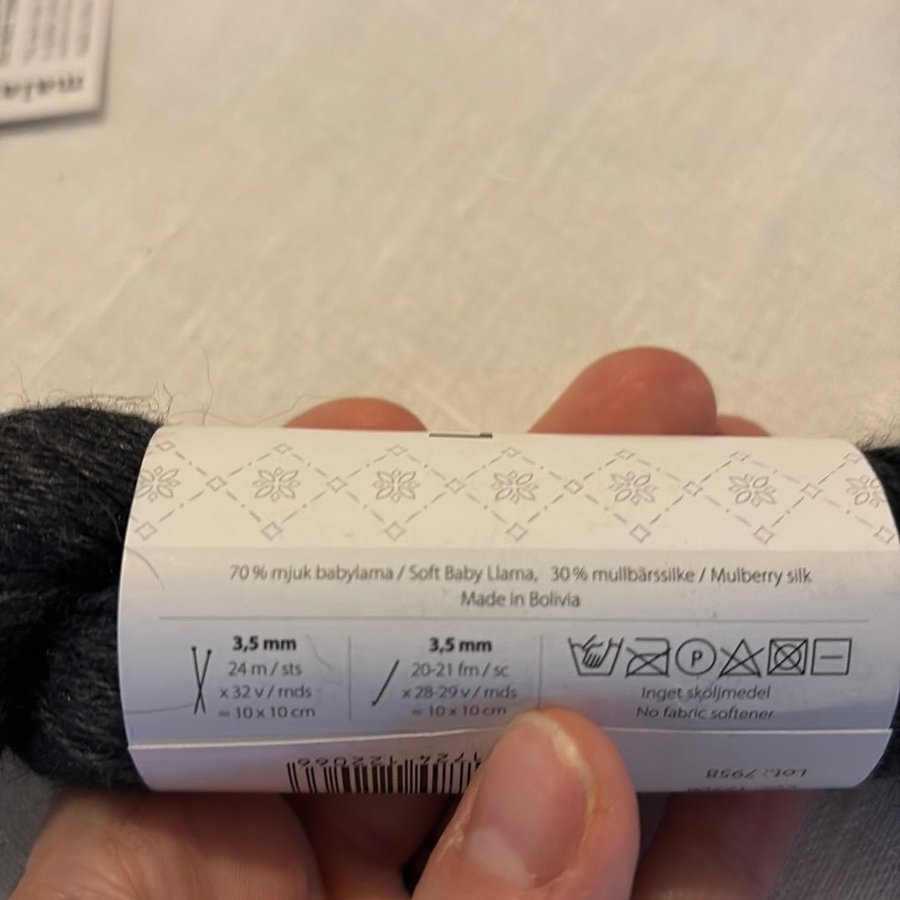 70 % mjuk babylama / Soft Baby Llama, 30 % mullbärssilke / Mulberry silk
Made in Bolivia
3,5 mm
24 m / sts
x 32 v / rnds
≈ 10 x 10 cm
3,5 mm
20-21 fm / sc
x 28-29 v / rnds
≈ 10 x 10 cm
P
Inget sköljmedel
No fabric softener
LOT: 7958